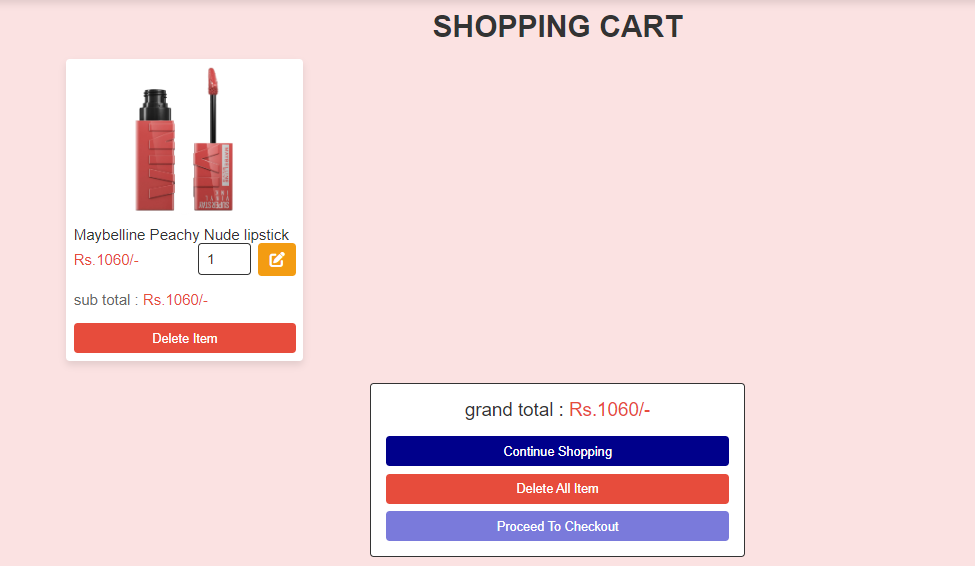 SHOPPING CART
Maybelline Peachy Nude lipstick
Rs.1060/- 1
sub total : Rs.1060/-
Delete Item
grand total : Rs.1060/-
Continue Shopping
Delete All Item
Proceed To Checkout